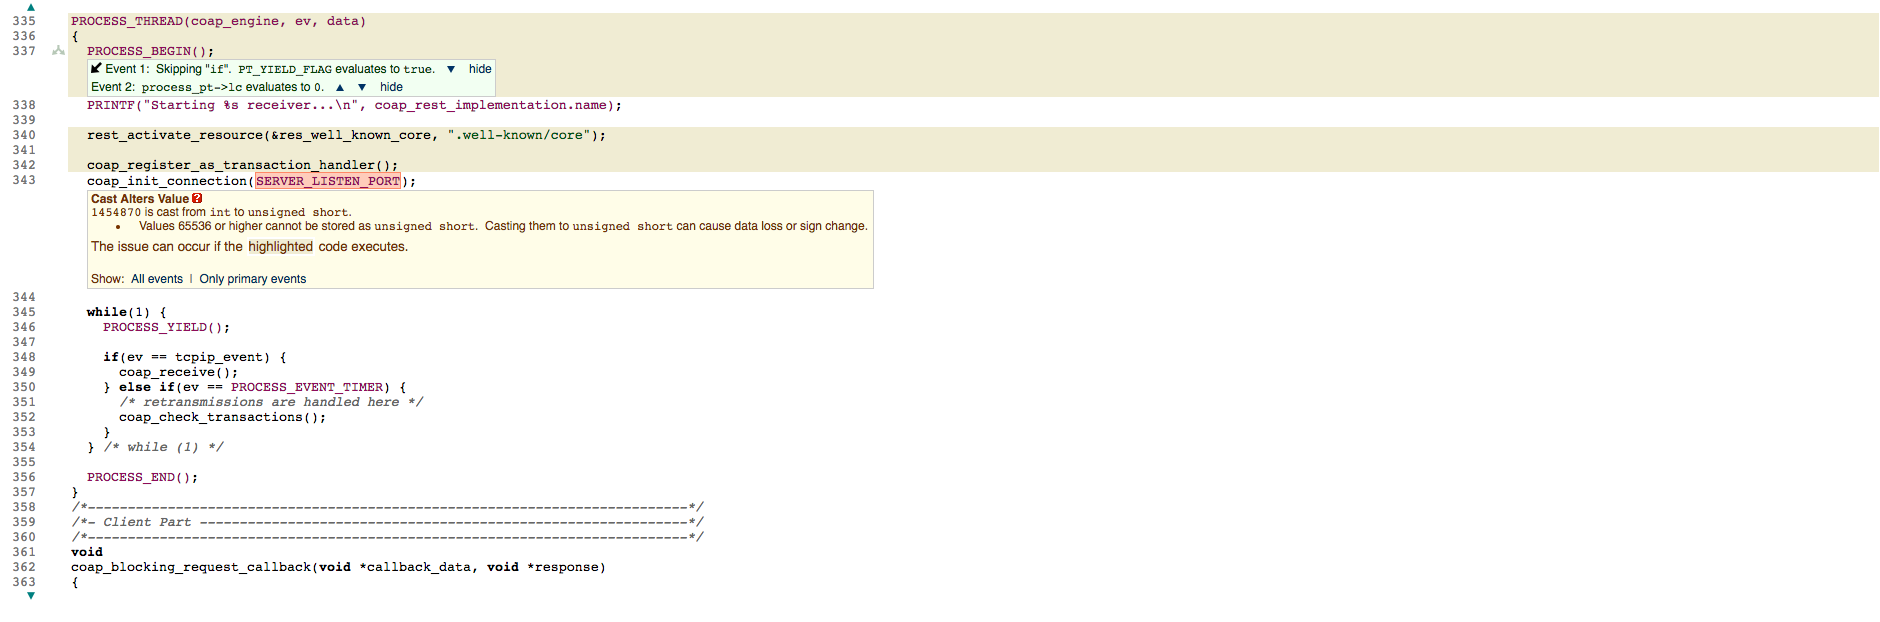 335 PROCESS_THREAD(coap_engine, ev, data)
336 {
337 PROCESS_BEGIN();
Event 1: Skipping "if". PT_YIELD_FLAG evaluates to true. ▼ hide
Event 2: process_pt->lc evaluates to 0. ▲ ▼ hide
338 PRINTF("Starting %s receiver...\n", coap_rest_implementation.name);
339
340 rest_activate_resource(&res_well_known_core, ".well-known/core");
341
342 coap_register_as_transaction_handler();
343 coap_init_connection(SERVER_LISTEN_PORT);
Cast Alters Value ?
1454870 is cast from int to unsigned short.
• Values 65536 or higher cannot be stored as unsigned short. Casting them to unsigned short can cause data loss or sign change.
The issue can occur if the highlighted code executes.
Show: All events | Only primary events
344
345 while(1) {
346 PROCESS_YIELD();
347
348 if(ev == tcpip_event) {
349 coap_receive();
350 } else if(ev == PROCESS_EVENT_TIMER) {
351 /* retransmissions are handled here */
352 coap_check_transactions();
353 }
354 } /* while (1) */
355
356 PROCESS_END();
357 }
358 /*---------------------------------------------------------------------------*/
359 /*- Client Part -------------------------------------------------------------*/
360 /*---------------------------------------------------------------------------*/
361 void
362 coap_blocking_request_callback(void *callback_data, void *response)
363 {